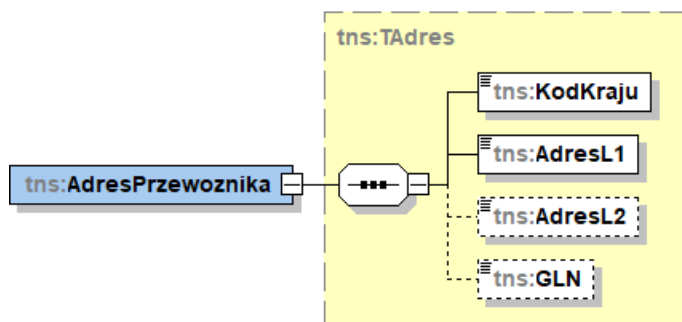 tns:TAdres
tns:KodKraju
tns:AdresL1
tns:AdresPrzewoznika
tns:AdresL2
tns:GLN